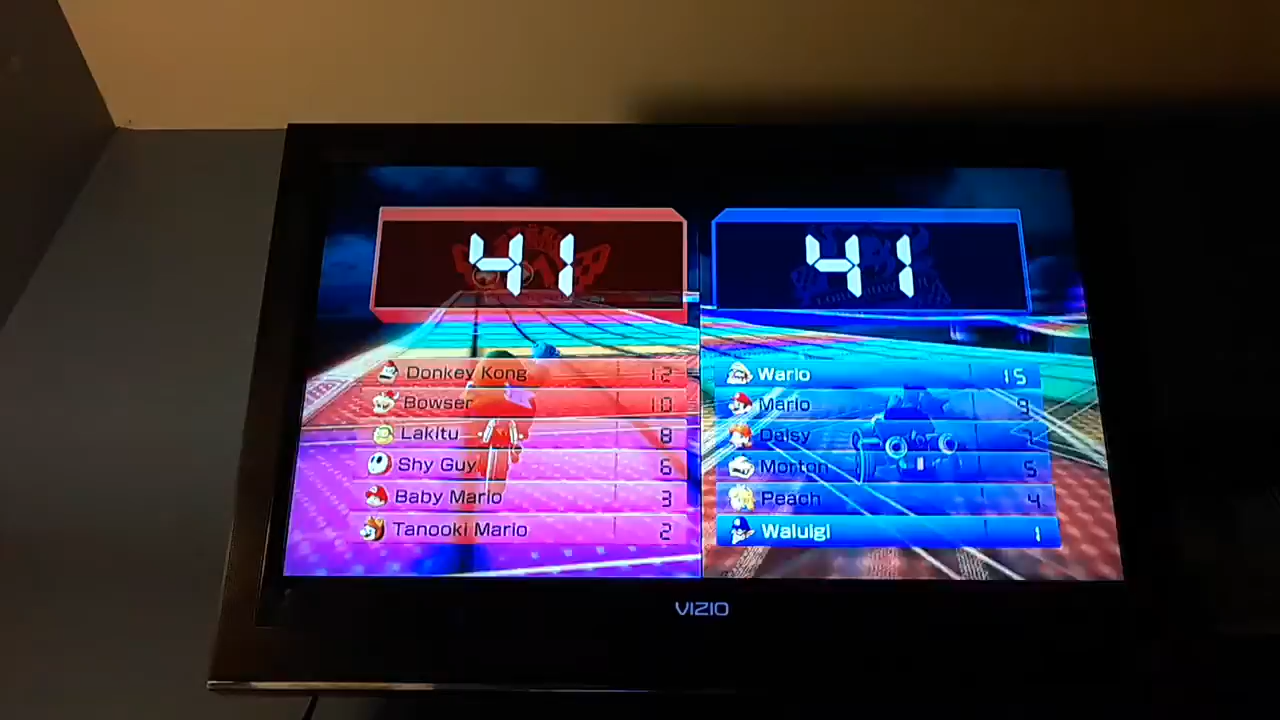 41
41
Donkey Kong 12
Bowser 10
Lakitu 8
Shy Guy 6
Baby Mario 3
Tanooki Mario 2
Wario 15
Mario 9
Daisy 7
Morton 5
Peach 4
Waluigi 1
VIZIO